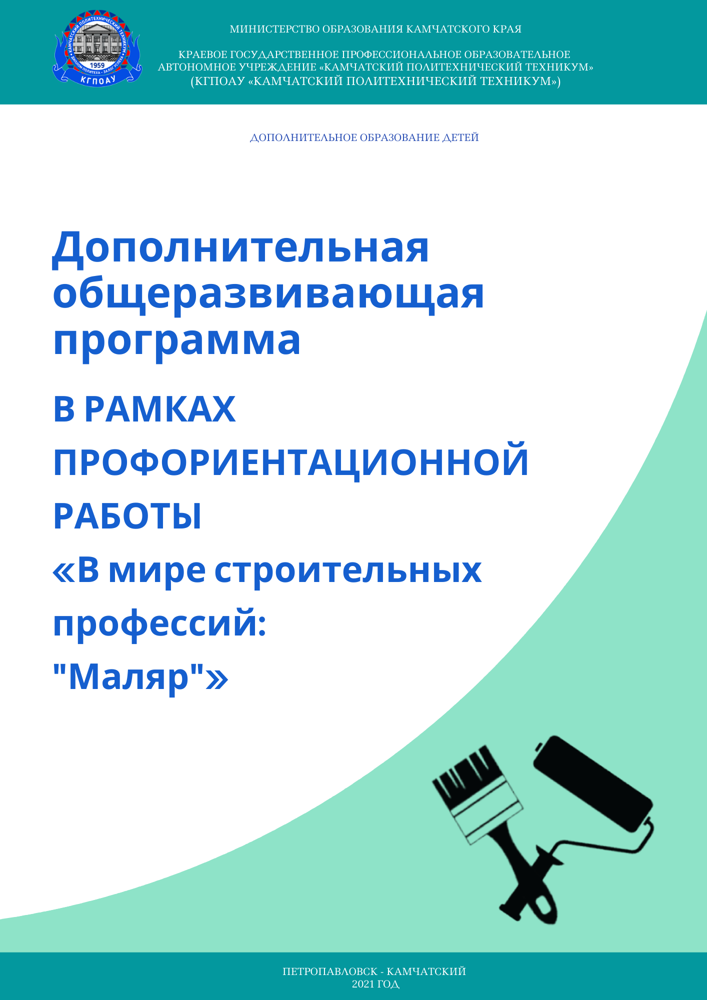 КАМЧАТСКИЙ ПОЛИТЕХНИЧЕСКИЙ ТЕХНИКУМ
1959
ДИПЛОМ ПОЛИТЕХА - ЗАЛОГ УСПЕХА
КГПОАУ
МИНИСТЕРСТВО ОБРАЗОВАНИЯ КАМЧАТСКОГО КРАЯ
КРАЕВОЕ ГОСУДАРСТВЕННОЕ ПРОФЕССИОНАЛЬНОЕ ОБРАЗОВАТЕЛЬНОЕ
АВТОНОМНОЕ УЧРЕЖДЕНИЕ «КАМЧАТСКИЙ ПОЛИТЕХНИЧЕСКИЙ ТЕХНИКУМ»
(КГПОАУ «КАМЧАТСКИЙ ПОЛИТЕХНИЧЕСКИЙ ТЕХНИКУМ»)
ДОПОЛНИТЕЛЬНОЕ ОБРАЗОВАНИЕ ДЕТЕЙ
Дополнительная
общеразвивающая
программа
В РАМКАХ
ПРОФОРИЕНТАЦИОННОЙ
РАБОТЫ
«В мире строительных
профессий:
"Маляр"»
ПЕТРОПАВЛОВСК - КАМЧАТСКИЙ
2021 ГОД